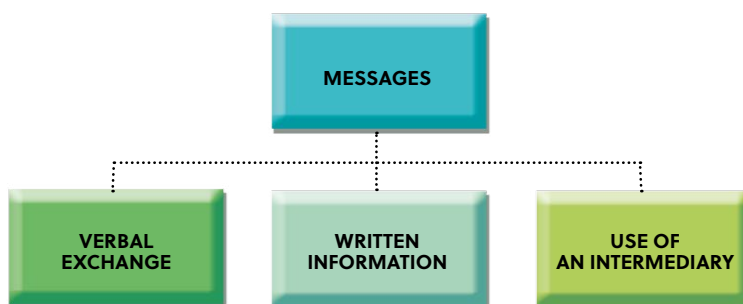 MESSAGES
VERBAL
EXCHANGE
WRITTEN
INFORMATION
USE OF
AN INTERMEDIARY